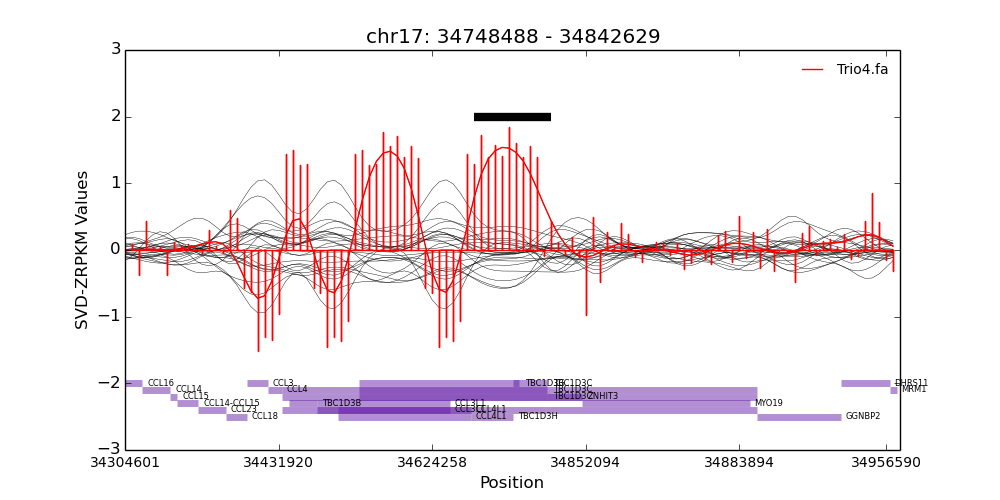 chr17: 34748488 - 34842629
Trio4.fa
3
2
1
0
−1
−2
−3
SVD-ZRPKM Values
CCL16 CCL3 TBC1D3C DHRS11
CCL14 CCL4 TBC1D3C MRM1
CCL15 TBC1D3C ZNHIT3
CCL14-CCL15 TBC1D3B CCL3L1 MYO19
CCL23 CCL4L1
CCL18 CCL4L1 TBC1D3H GGNBP2
34304601 34431920 34624258 34852094 34883894 34956590
Position